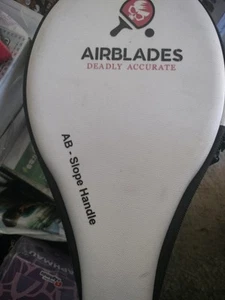 AIRBLADES
DEADLY ACCURATE
AB - Slope Handle